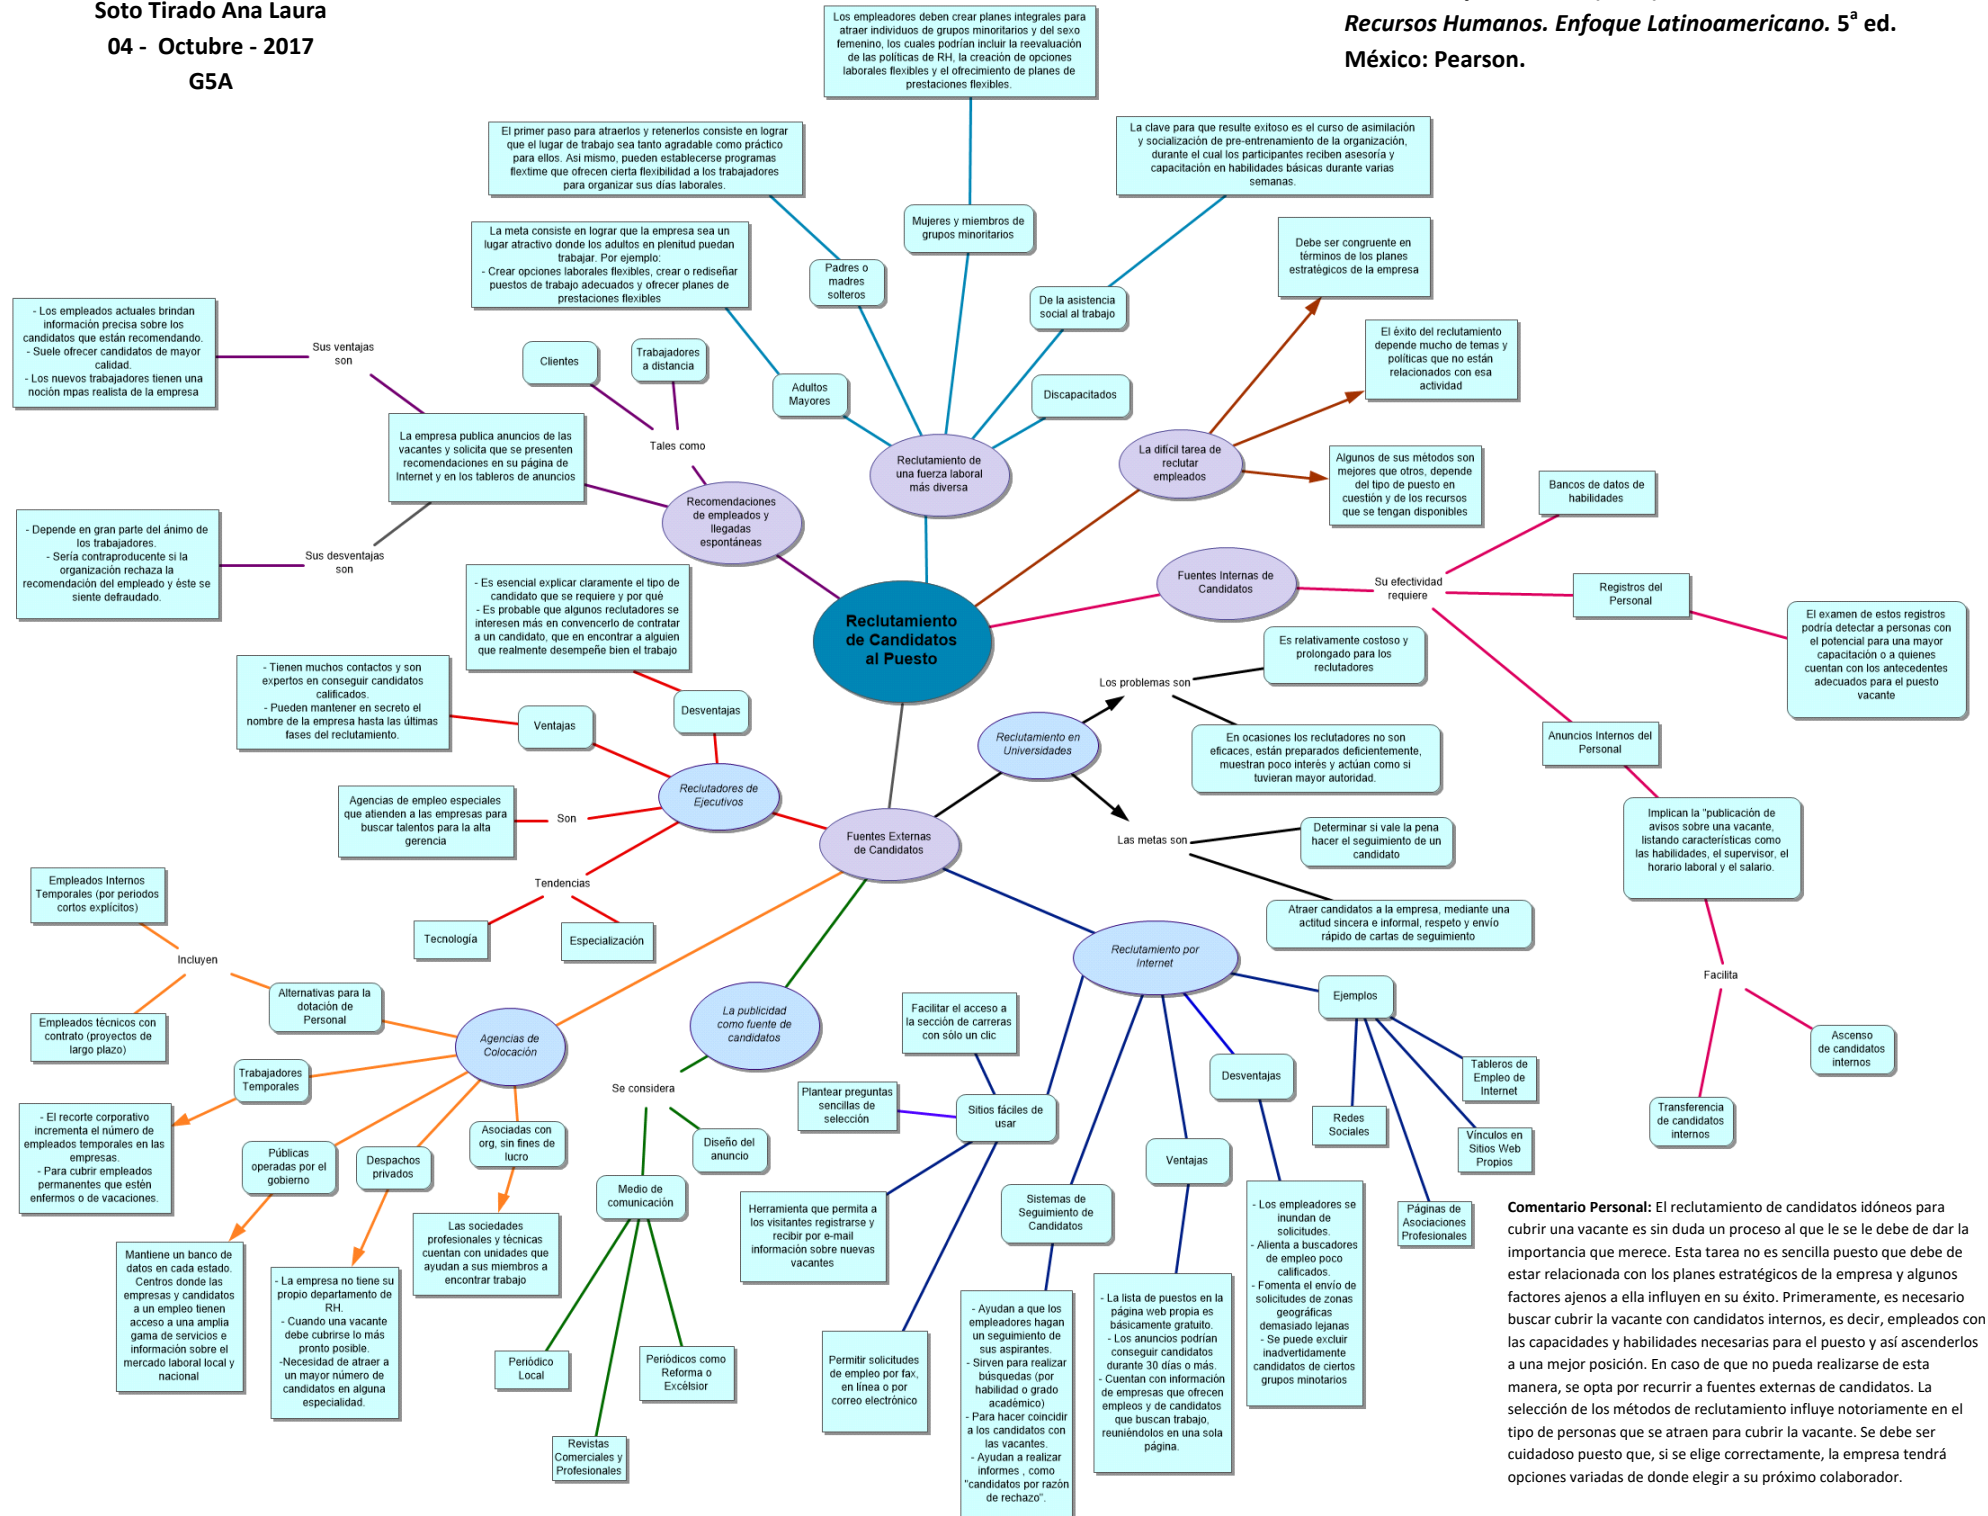 Soto Tirado Ana Laura
04 - Octubre - 2017
G5A
Recursos Humanos. Enfoque Latinoamericano. 5ª ed.
México: Pearson.
Los empleadores deben crear planes integrales para
atraer individuos de grupos minoritarios y del sexo
femenino, los cuales podrían incluir la reevaluación
de las políticas de RH, la creación de opciones
laborales flexibles y el ofrecimiento de planes de
prestaciones flexibles.
El primer paso para atraerlos y retenerlos consiste en lograr
que el lugar de trabajo sea tanto agradable como práctico
para ellos. Asi mismo, pueden establecerse programas
flextime que ofrecen cierta flexibilidad a los trabajadores
para organizar sus días laborales.
La clave para que resulte exitoso es el curso de asimilación
y socialización de pre-entrenamiento de la organización,
durante el cual los participantes reciben asesoría y
capacitación en habilidades básicas durante varias
semanas.
La meta consiste en lograr que la empresa sea un
lugar atractivo donde los adultos en plenitud puedan
trabajar. Por ejemplo:
- Crear opciones laborales flexibles, crear o rediseñar
puestos de trabajo adecuados y ofrecer planes de
prestaciones flexibles
Mujeres y miembros de
grupos minoritarios
Padres o
madres
solteros
De la asistencia
social al trabajo
Adultos
Mayores
Discapacitados
Reclutamiento de
una fuerza laboral
más diversa
Debe ser congruente en
términos de los planes
estratégicos de la empresa
El éxito del reclutamiento
depende mucho de temas y
políticas que no están
relacionados con esa
actividad
Algunos de sus métodos son
mejores que otros, depende
del tipo de puesto en
cuestión y de los recursos
que se tengan disponibles
La difícil tarea de
reclutar
empleados
- Los empleados actuales brindan
información precisa sobre los
candidatos que están recomendando.
- Suele ofrecer candidatos de mayor
calidad.
- Los nuevos trabajadores tienen una
noción mpas realista de la empresa
Sus ventajas
son
Clientes
Trabajadores
a distancia
Tales como
La empresa publica anuncios de las
vacantes y solicita que se presenten
recomendaciones en su página de
Internet y en los tableros de anuncios
Recomendaciones
de empleados y
llegadas
espontáneas
- Depende en gran parte del ánimo de
los trabajadores.
- Sería contraproducente si la
organización rechaza la
recomendación del empleado y éste se
siente defraudado.
Sus desventajas
son
Reclutamiento
de Candidatos
al Puesto
Fuentes Internas de
Candidatos
Su efectividad
requiere
Bancos de datos de
habilidades
Registros del
Personal
El examen de estos registros
podría detectar a personas con
el potencial para una mayor
capacitación o a quienes
cuentan con los antecedentes
adecuados para el puesto
vacante
Anuncios Internos del
Personal
Implican la "publicación de
avisos sobre una vacante,
listando características como
las habilidades, el supervisor, el
horario laboral y el salario.
Facilita
Ascenso
de candidatos
internos
Transferencia
de candidatos
internos
- Es esencial explicar claramente el tipo de
candidato que se requiere y por qué
- Es probable que algunos reclutadores se
interesen más en convencerlo de contratar
a un candidato, que en encontrar a alguien
que realmente desempeñe bien el trabajo
- Tienen muchos contactos y son
expertos en conseguir candidatos
calificados.
- Pueden mantener en secreto el
nombre de la empresa hasta las últimas
fases del reclutamiento.
Ventajas
Desventajas
Reclutadores de
Ejecutivos
Agencias de empleo especiales
que atienden a las empresas para
buscar talentos para la alta
gerencia
Son
Tendencias
Tecnología
Especialización
Fuentes Externas
de Candidatos
Reclutamiento en
Universidades
Los problemas son
Es relativamente costoso y
prolongado para los
reclutadores
En ocasiones los reclutadores no son
eficaces, están preparados deficientemente,
muestran poco interés y actúan como si
tuvieran mayor autoridad.
Las metas son
Determinar si vale la pena
hacer el seguimiento de un
candidato
Atraer candidatos a la empresa, mediante una
actitud sincera e informal, respeto y envío
rápido de cartas de seguimiento
Empleados Internos
Temporales (por periodos
cortos explícitos)
Incluyen
Empleados técnicos con
contrato (proyectos de
largo plazo)
Alternativas para la
dotación de
Personal
Agencias de
Colocación
Trabajadores
Temporales
- El recorte corporativo
incrementa el número de
empleados temporales en las
empresas.
- Para cubrir empleados
permanentes que estén
enfermos o de vacaciones.
Públicas
operadas por el
gobierno
Despachos
privados
Asociadas con
org, sin fines de
lucro
Mantiene un banco de
datos en cada estado.
Centros donde las
empresas y candidatos
a un empleo tienen
acceso a una amplia
gama de servicios e
información sobre el
mercado laboral local y
nacional
- La empresa no tiene su
propio departamento de
RH.
- Cuando una vacante
debe cubrirse lo más
pronto posible.
-Necesidad de atraer a
un mayor número de
candidatos en alguna
especialidad.
Las sociedades
profesionales y técnicas
cuentan con unidades que
ayudan a sus miembros a
encontrar trabajo
La publicidad
como fuente de
candidatos
Se considera
Diseño del
anuncio
Medio de
comunicación
Periódico
Local
Revistas
Comerciales y
Profesionales
Periódicos como
Reforma o
Excélsior
Reclutamiento por
Internet
Facilitar el acceso a
la sección de carreras
con sólo un clic
Plantear preguntas
sencillas de
selección
Sitios fáciles de
usar
Herramienta que permita a
los visitantes registrarse y
recibir por e-mail
información sobre nuevas
vacantes
Permitir solicitudes
de empleo por fax,
en línea o por
correo electrónico
Sistemas de
Seguimiento de
Candidatos
- Ayudan a que los
empleadores hagan
un seguimiento de
sus aspirantes.
- Sirven para realizar
búsquedas (por
habilidad o grado
académico)
- Para hacer coincidir
a los candidatos con
las vacantes.
- Ayudan a realizar
informes , como
"candidatos por razón
de rechazo".
Ventajas
- La lista de puestos en la
página web propia es
básicamente gratuito.
- Los anuncios podrían
conseguir candidatos
durante 30 días o más.
- Cuentan con información
de empresas que ofrecen
empleos y de candidatos
que buscan trabajo,
reuniéndolos en una sola
página.
Desventajas
- Los empleadores se
inundan de
solicitudes.
- Alienta a buscadores
de empleo poco
calificados.
- Fomenta el envío de
solicitudes de zonas
geográficas
demasiado lejanas
- Se puede excluir
inadvertidamente
candidatos de ciertos
grupos minotarios
Ejemplos
Redes
Sociales
Tableros de
Empleo de
Internet
Vínculos en
Sitios Web
Propios
Páginas de
Asociaciones
Profesionales
Comentario Personal: El reclutamiento de candidatos idóneos para
cubrir una vacante es sin duda un proceso al que le se le debe de dar la
importancia que merece. Esta tarea no es sencilla puesto que debe de
estar relacionada con los planes estratégicos de la empresa y algunos
factores ajenos a ella influyen en su éxito. Primeramente, es necesario
buscar cubrir la vacante con candidatos internos, es decir, empleados con
las capacidades y habilidades necesarias para el puesto y así ascenderlos
a una mejor posición. En caso de que no pueda realizarse de esta
manera, se opta por recurrir a fuentes externas de candidatos. La
selección de los métodos de reclutamiento influye notoriamente en el
tipo de personas que se atraen para cubrir la vacante. Se debe ser
cuidadoso puesto que, si se elige correctamente, la empresa tendrá
opciones variadas de donde elegir a su próximo colaborador.